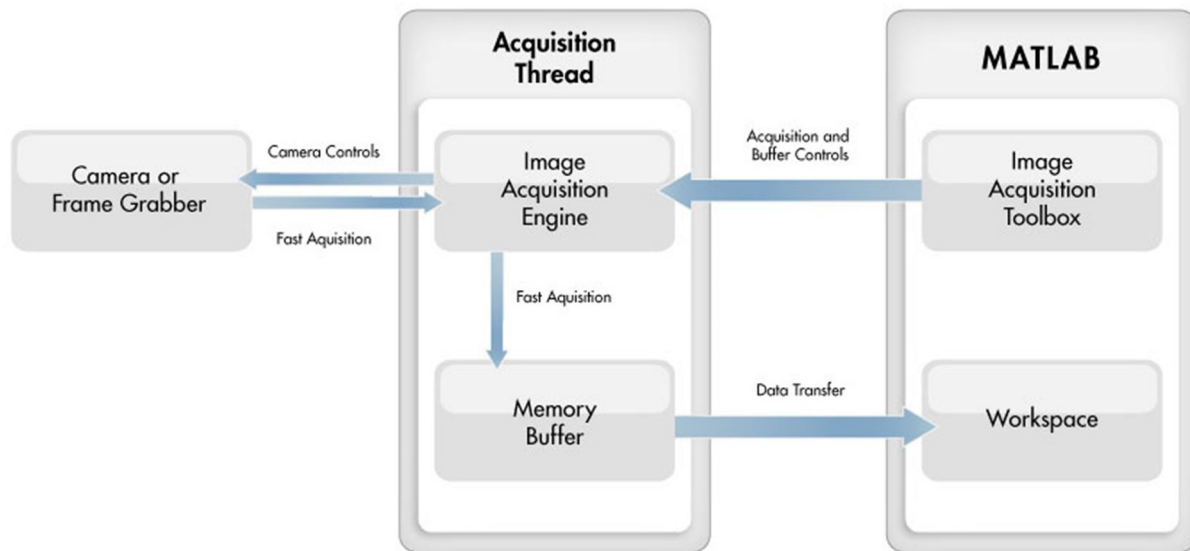 Acquisition
Thread
MATLAB
Camera or
Frame Grabber
Camera Controls
Fast Aquisition
Image
Acquisition
Engine
Acquisition and
Buffer Controls
Image
Acquisition
Toolbox
Fast Aquisition
Memory
Buffer
Data Transfer
Workspace